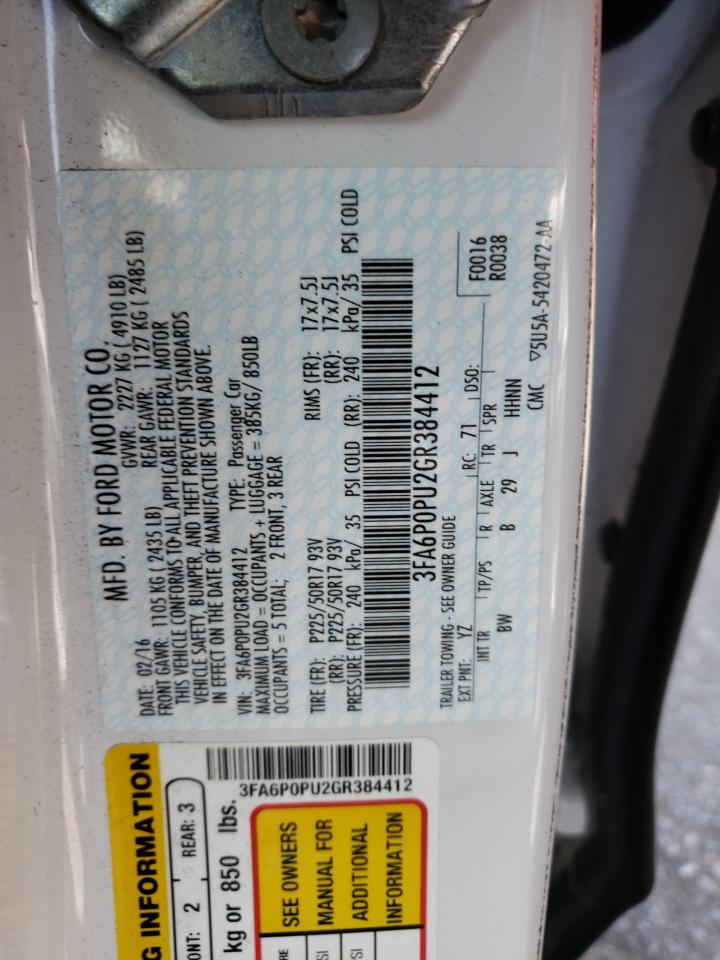 MFD. BY FORD MOTOR CO.
DATE: 02/16 GVWR: 2227 KG ( 4910 LB)
FRONT GAWR: 1105 KG ( 2435 LB) REAR GAWR: 1127 KG ( 2485 LB)
THIS VEHICLE CONFORMS TO ALL APPLICABLE FEDERAL MOTOR
VEHICLE SAFETY, BUMPER, AND THEFT PREVENTION STANDARDS
IN EFFECT ON THE DATE OF MANUFACTURE SHOWN ABOVE.
VIN: 3FA6P0PU2GR384412 TYPE: Passenger Car
MAXIMUM LOAD = OCCUPANTS + LUGGAGE = 385KG/ 850LB
OCCUPANTS = 5 TOTAL; 2 FRONT, 3 REAR
TIRE (FR): P225/50R17 93V RIMS (FR): 17x7.5J
(RR): P225/50R17 93V (RR): 17x7.5J
PRESSURE (FR): 240 kPa/ 35 PSI COLD (RR): 240 kPa/ 35 PSI COLD
3FA6P0PU2GR384412
TRAILER TOWING - SEE OWNER GUIDE F0016
EXT PNT: YZ RC: 71 DSO: R0038
INT TR TP/PS R AXLE TR SPR
BW B 29 J HHNN
CMC ▽5U5A-5420472-AA
G INFORMATION
ONT: 2 REAR: 3
kg or 850 lbs.
3FA6P0PU2GR384412
SEE OWNERS
MANUAL FOR
ADDITIONAL
INFORMATION
RE
SI
SI